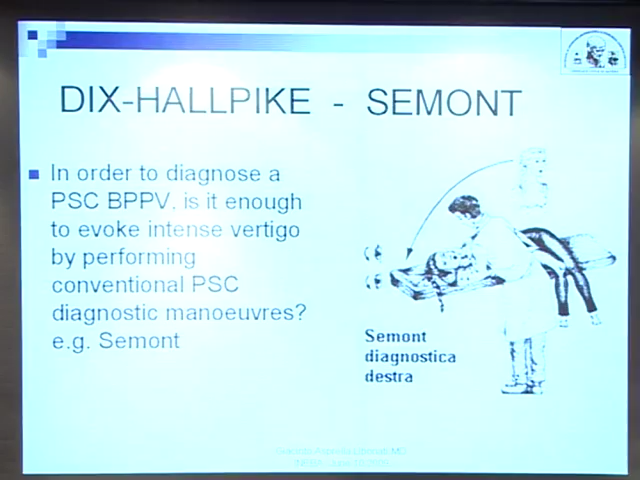 DIX-HALLPIKE - SEMONT
In order to diagnose a
PSC BPPV, is it enough
to evoke intense vertigo
by performing
conventional PSC
diagnostic manoeuvres?
e.g. Semont
Semont
diagnostica
destra